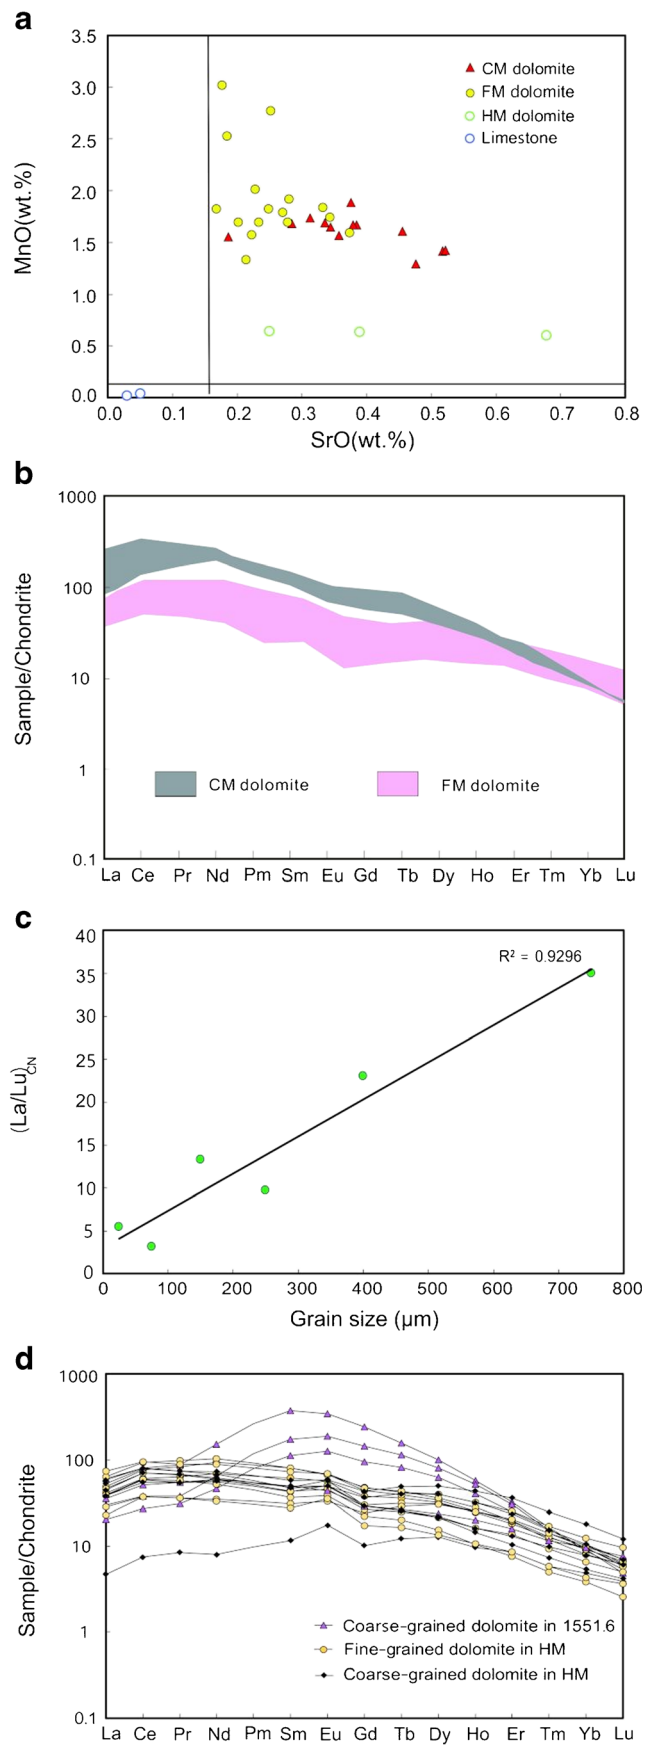 a
3.5
3.0
2.5
2.0
1.5
1.0
0.5
0.0
MnO(wt.%)
CM dolomite
FM dolomite
HM dolomite
Limestone
0.0 0.1 0.2 0.3 0.4 0.5 0.6 0.7 0.8
SrO(wt.%)
b
1000
100
10
1
0.1
Sample/Chondrite
CM dolomite FM dolomite
La Ce Pr Nd Pm Sm Eu Gd Tb Dy Ho Er Tm Yb Lu
c
40
35
30
25
20
15
10
5
0
(La/Lu)CN
R² = 0.9296
0 100 200 300 400 500 600 700 800
Grain size (µm)
d
1000
100
10
1
0.1
Sample/Chondrite
Coarse-grained dolomite in 1551.6
Fine-grained dolomite in HM
Coarse-grained dolomite in HM
La Ce Pr Nd Pm Sm Eu Gd Tb Dy Ho Er Tm Yb Lu